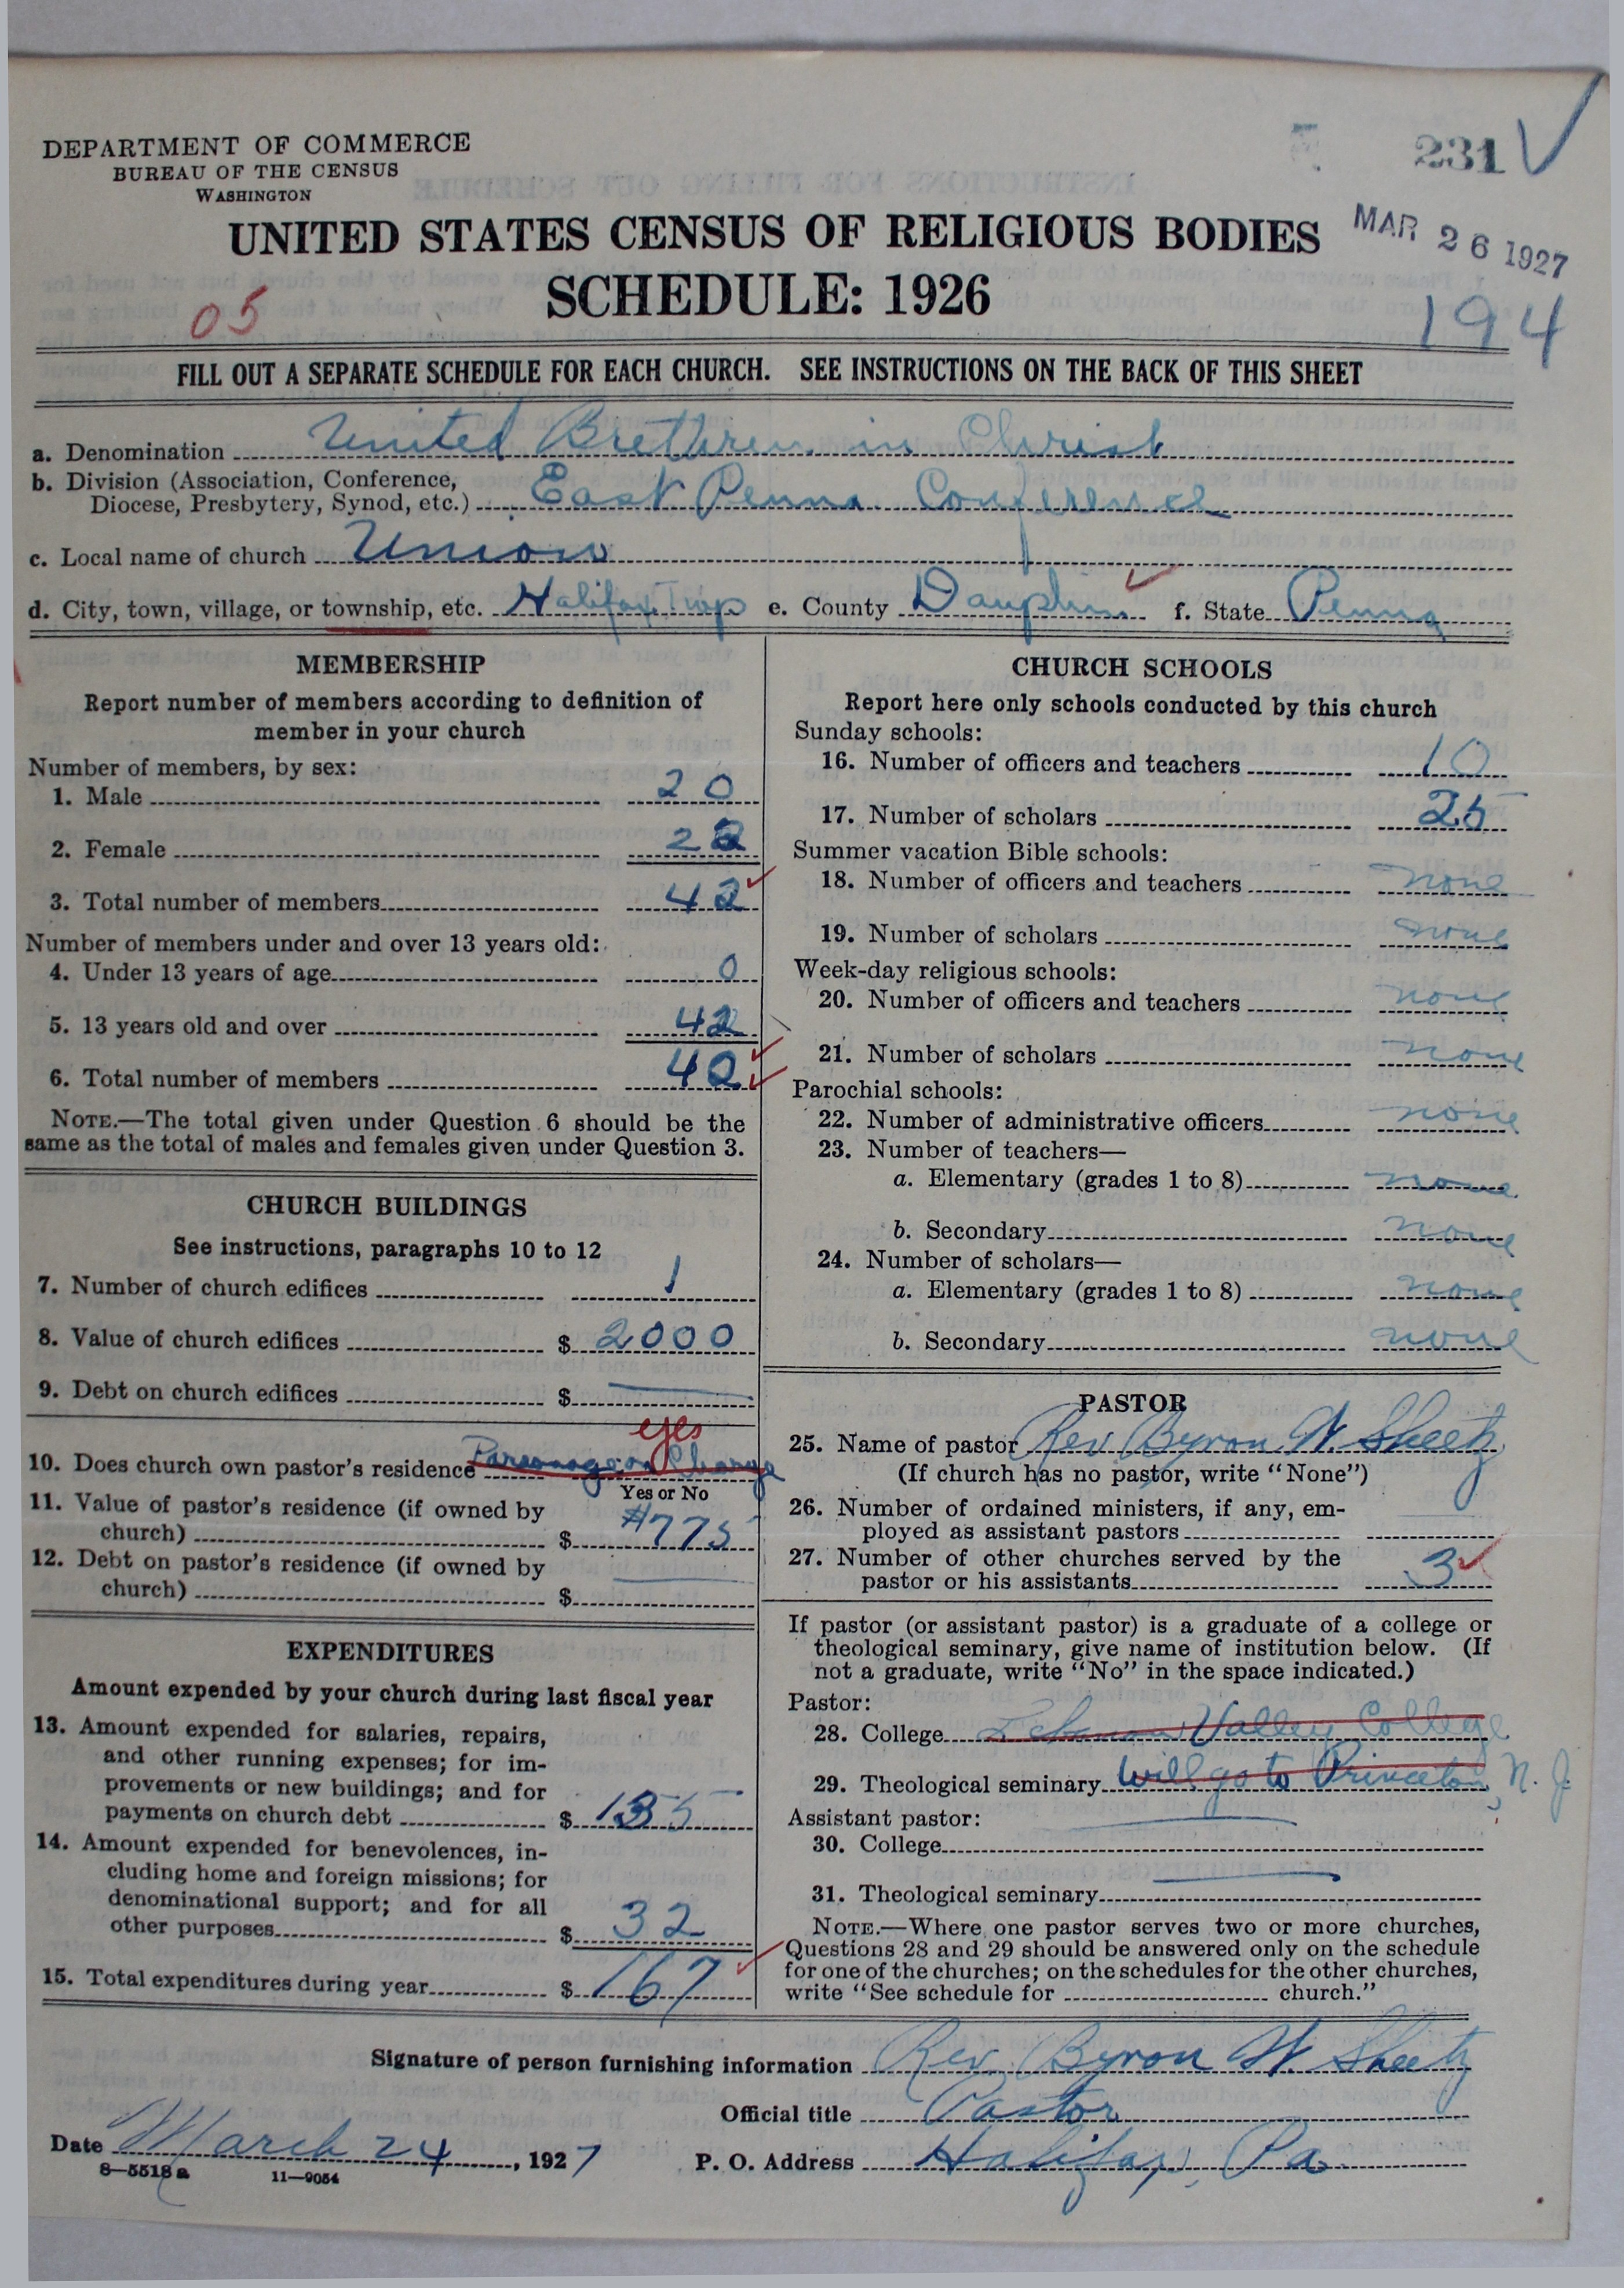 DEPARTMENT OF COMMERCE
BUREAU OF THE CENSUS
WASHINGTON
231
UNITED STATES CENSUS OF RELIGIOUS BODIES
MAR 26 1927
SCHEDULE: 1926
05
194
FILL OUT A SEPARATE SCHEDULE FOR EACH CHURCH. SEE INSTRUCTIONS ON THE BACK OF THIS SHEET
a. Denomination United Brethren in Christ
b. Division (Association, Conference,
Diocese, Presbytery, Synod, etc.) East Penna Conference
c. Local name of church Union
d. City, town, village, or township, etc. Halifax Twp e. County Dauphin f. State Penna
MEMBERSHIP
Report number of members according to definition of
member in your church
Number of members, by sex:
1. Male 20
2. Female 22
3. Total number of members 42
Number of members under and over 13 years old:
4. Under 13 years of age 0
5. 13 years old and over 42
6. Total number of members 42
NOTE.—The total given under Question 6 should be the
same as the total of males and females given under Question 3.
CHURCH BUILDINGS
See instructions, paragraphs 10 to 12
7. Number of church edifices 1
8. Value of church edifices $ 2000
9. Debt on church edifices $ —
yes
10. Does church own pastor's residence Parsonage on Charge
Yes or No
11. Value of pastor's residence (if owned by
church) $ #775
12. Debt on pastor's residence (if owned by
church) $ —
EXPENDITURES
Amount expended by your church during last fiscal year
13. Amount expended for salaries, repairs,
and other running expenses; for im-
provements or new buildings; and for
payments on church debt $ 135
14. Amount expended for benevolences, in-
cluding home and foreign missions; for
denominational support; and for all
other purposes $ 32
15. Total expenditures during year $ 167
CHURCH SCHOOLS
Report here only schools conducted by this church
Sunday schools:
16. Number of officers and teachers 10
17. Number of scholars 25
Summer vacation Bible schools:
18. Number of officers and teachers none
19. Number of scholars none
Week-day religious schools:
20. Number of officers and teachers none
21. Number of scholars none
Parochial schools:
22. Number of administrative officers none
23. Number of teachers—
a. Elementary (grades 1 to 8) none
b. Secondary none
24. Number of scholars—
a. Elementary (grades 1 to 8) none
b. Secondary none
PASTOR
25. Name of pastor Rev Byron W Sheetz
(If church has no pastor, write "None")
26. Number of ordained ministers, if any, em-
ployed as assistant pastors
27. Number of other churches served by the
pastor or his assistants 3
If pastor (or assistant pastor) is a graduate of a college or
theological seminary, give name of institution below. (If
not a graduate, write "No" in the space indicated.)
Pastor:
28. College Lebanon Valley College
29. Theological seminary Will go to Princeton, N. J.
Assistant pastor:
30. College —
31. Theological seminary —
NOTE.—Where one pastor serves two or more churches,
Questions 28 and 29 should be answered only on the schedule
for one of the churches; on the schedules for the other churches,
write "See schedule for church."
Signature of person furnishing information Rev Byron W. Sheetz
Official title Pastor
Date March 24, 1927 P. O. Address Halifax, Pa.
8—5518a 11—9054